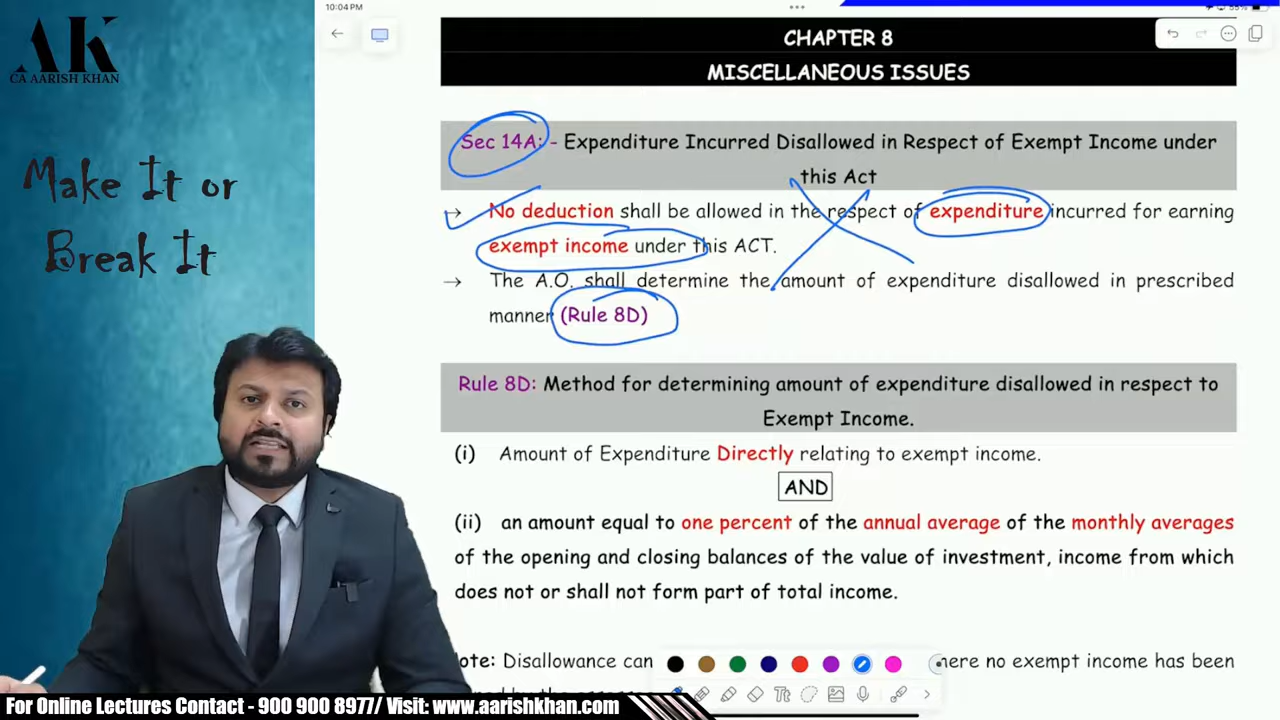 10:04 PM
55%
AK
CA AARISH KHAN
Make It or
Break It
CHAPTER 8
MISCELLANEOUS ISSUES
Sec 14A: - Expenditure Incurred Disallowed in Respect of Exempt Income under
this Act
→ No deduction shall be allowed in the respect of expenditure incurred for earning
exempt income under this ACT.
→ The A.O. shall determine the amount of expenditure disallowed in prescribed
manner (Rule 8D)
Rule 8D: Method for determining amount of expenditure disallowed in respect to
Exempt Income.
(i) Amount of Expenditure Directly relating to exempt income.
AND
(ii) an amount equal to one percent of the annual average of the monthly averages
of the opening and closing balances of the value of investment, income from which
does not or shall not form part of total income.
Disallowance can no exempt income has been
Tt
For Online Lectures Contact - 900 900 8977/ Visit: www.aarishkhan.com